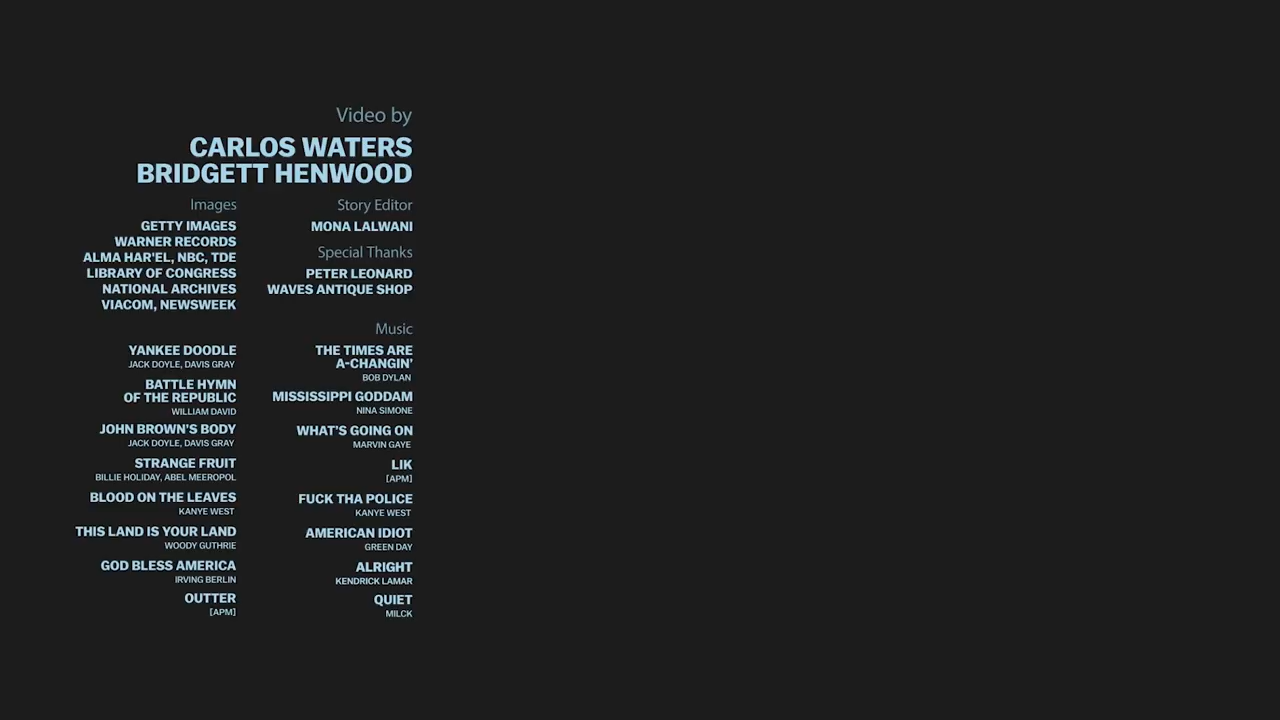 Video by
CARLOS WATERS
BRIDGETT HENWOOD
Images
GETTY IMAGES
WARNER RECORDS
ALMA HAR'EL, NBC, TDE
LIBRARY OF CONGRESS
NATIONAL ARCHIVES
VIACOM, NEWSWEEK
Story Editor
MONA LALWANI
Special Thanks
PETER LEONARD
WAVES ANTIQUE SHOP
Music
YANKEE DOODLE
JACK DOYLE, DAVIS GRAY
BATTLE HYMN
OF THE REPUBLIC
WILLIAM DAVID
JOHN BROWN'S BODY
JACK DOYLE, DAVIS GRAY
STRANGE FRUIT
BILLIE HOLIDAY, ABEL MEEROPOL
BLOOD ON THE LEAVES
KANYE WEST
THIS LAND IS YOUR LAND
WOODY GUTHRIE
GOD BLESS AMERICA
IRVING BERLIN
OUTTER
[APM]
THE TIMES ARE
A-CHANGIN'
BOB DYLAN
MISSISSIPPI GODDAM
NINA SIMONE
WHAT'S GOING ON
MARVIN GAYE
LIK
[APM]
FUCK THA POLICE
KANYE WEST
AMERICAN IDIOT
GREEN DAY
ALRIGHT
KENDRICK LAMAR
QUIET
MILCK